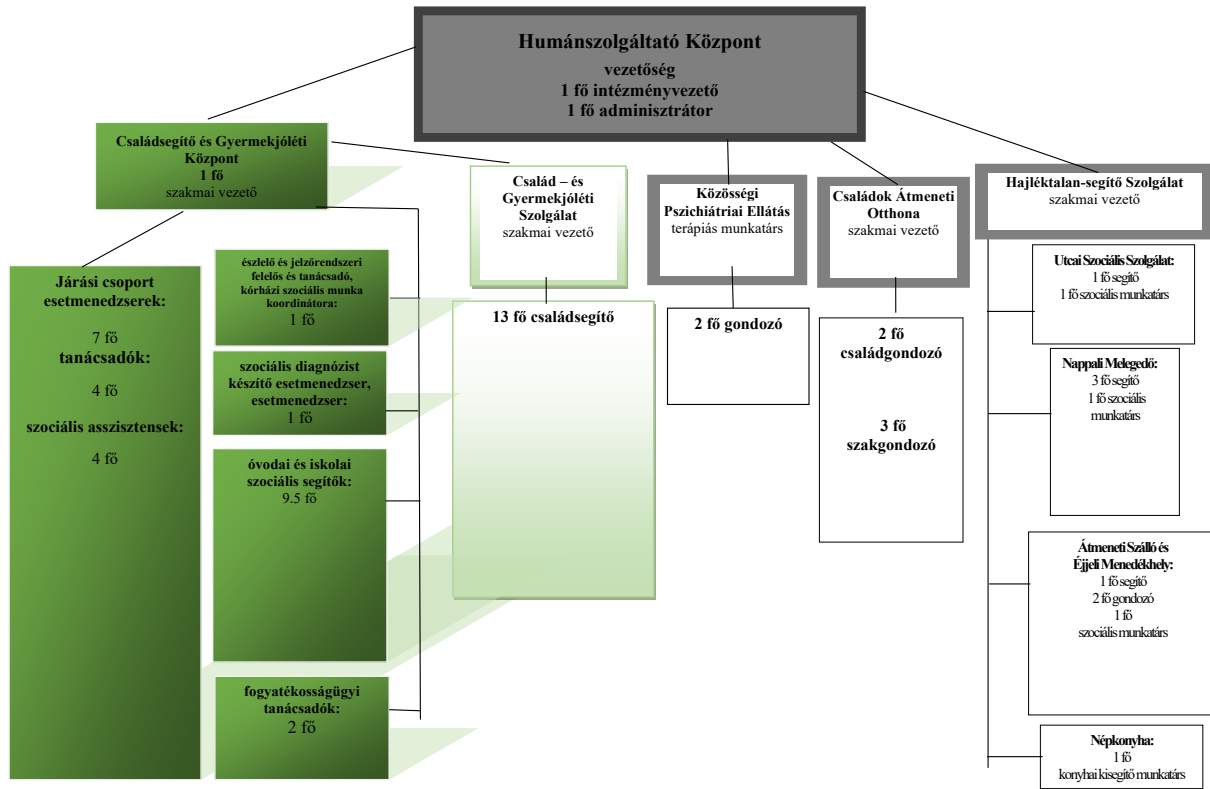 Humánszolgáltató Központ
vezetőség
1 fő intézményvezető
1 fő adminisztrátor
Családsegítő és Gyermekjóléti
Központ
1 fő
szakmai vezető
Család – és
Gyermekjóléti
Szolgálat
szakmai vezető
Közösségi
Pszichiátriai Ellátás
terápiás munkatárs
Családok Átmeneti
Otthona
szakmai vezető
Hajléktalan-segítő Szolgálat
szakmai vezető
Járási csoport
esetmenedzserek:
7 fő
tanácsadók:
4 fő
szociális asszisztensek:
4 fő
észlelő és jelzőrendszeri
felelős és tanácsadó,
kórházi szociális munka
koordinátora:
1 fő
szociális diagnózist
készítő esetmenedzser,
esetmenedzser:
1 fő
óvodai és iskolai
szociális segítők:
9.5 fő
fogyatékosságügyi
tanácsadók:
2 fő
13 fő családsegítő
2 fő gondozó
2 fő
családgondozó
3 fő
szakgondozó
Utcai Szociális Szolgálat:
1 fő segítő
1 fő szociális munkatárs
Nappali Melegedő:
3 fő segítő
1 fő szociális
munkatárs
Átmeneti Szálló és
Éjjeli Menedékhely:
1 fő segítő
2 fő gondozó
1 fő
szociális munkatárs
Népkonyha:
1 fő
konyhai kisegítő munkatárs